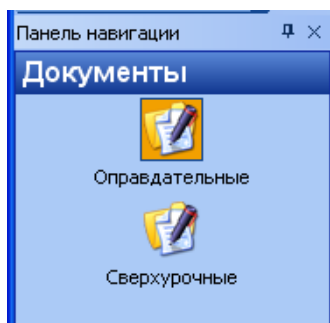 Панель навигации
Документы
Оправдательные
Сверхурочные